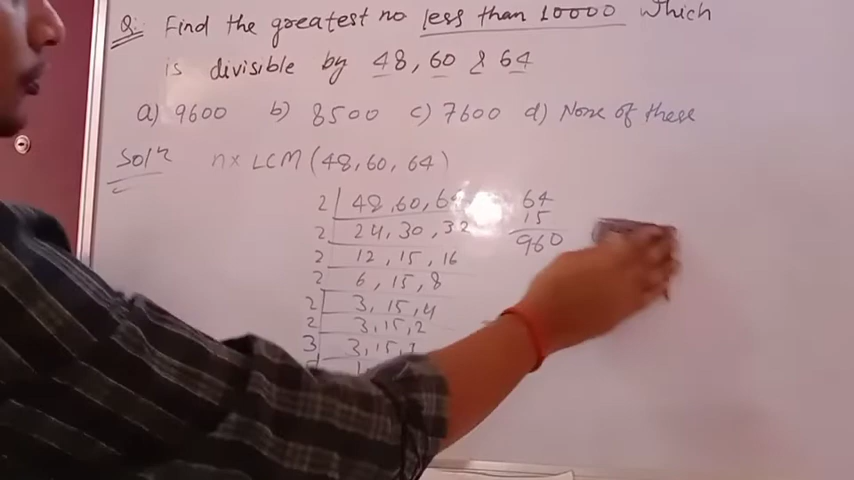 Q:- Find the greatest no less than 10000 which
is divisible by 48, 60 & 64
a) 9600 b) 8500 c) 7600 d) None of these
Solⁿ n× LCM (48, 60, 64)
2 48, 60, 64
2 24, 30, 32
2 12, 15, 16
2 6, 15, 8
2 3, 15, 4
2 3, 15, 2
3 3, 15, 1
64
15
960